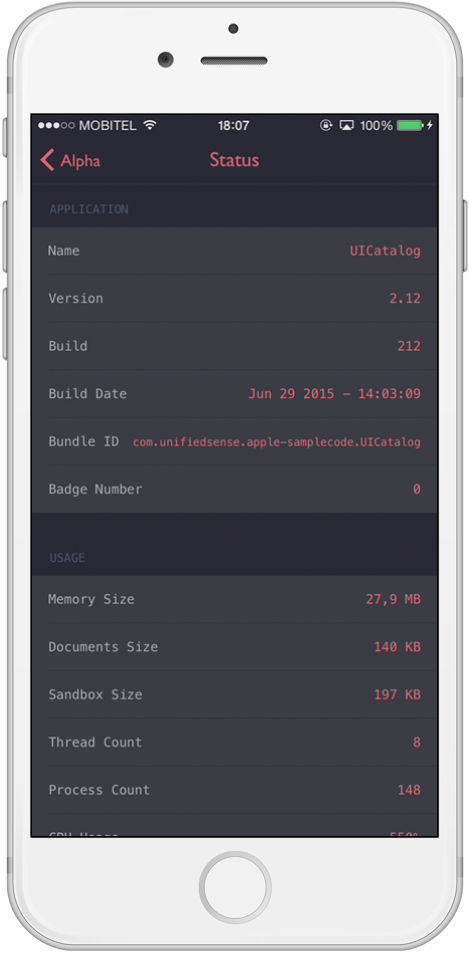 MOBITEL 18:07 100%
Alpha Status
APPLICATION
Name UICatalog
Version 2.12
Build 212
Build Date Jun 29 2015 - 14:03:09
Bundle ID com.unifiedsense.apple-samplecode.UICatalog
Badge Number 0
USAGE
Memory Size 27,9 MB
Documents Size 140 KB
Sandbox Size 197 KB
Thread Count 8
Process Count 148
CPU Usage